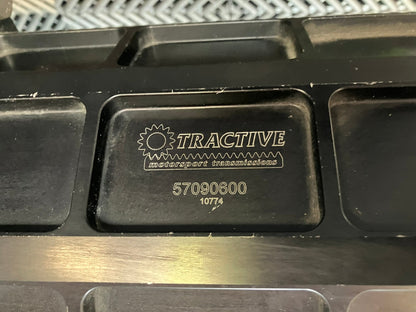 TRACTIVE
motorsport transmissions
57090600
10774